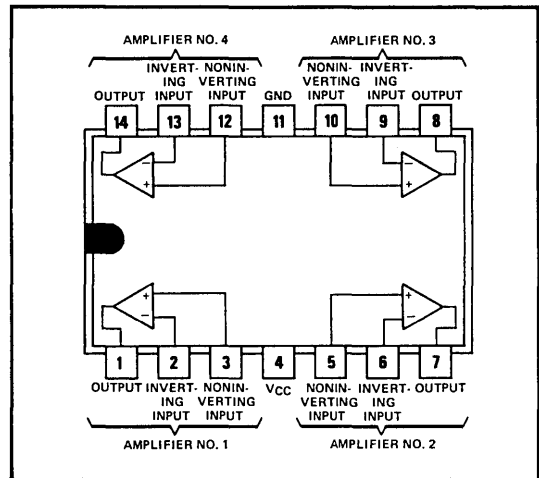 AMPLIFIER NO. 4 AMPLIFIER NO. 3
INVERT- NONIN- NONIN- INVERT-
ING VERTING VERTING ING
OUTPUT INPUT INPUT GND INPUT INPUT OUTPUT
14 13 12 11 10 9 8
− − 
+ +
+ +
− −
1 2 3 4 5 6 7
OUTPUT INVERT- NONIN- VCC NONIN- INVERT- OUTPUT
ING VERTING VERTING ING
INPUT INPUT INPUT INPUT
AMPLIFIER NO. 1 AMPLIFIER NO. 2